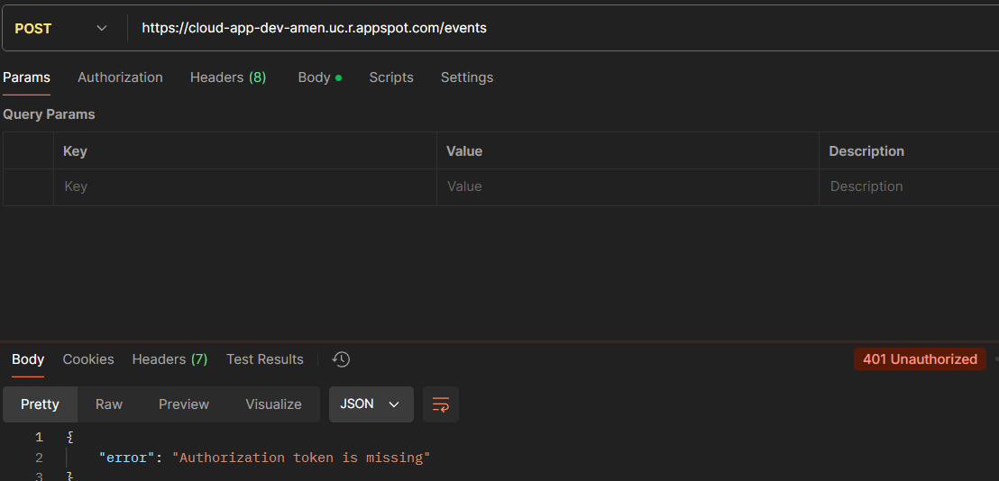 POST https://cloud-app-dev-amen.uc.r.appspot.com/events
Params Authorization Headers (8) Body Scripts Settings
Query Params
Key Value Description
Key Value Description
Body Cookies Headers (7) Test Results 401 Unauthorized
Pretty Raw Preview Visualize JSON
1 {
2 "error": "Authorization token is missing"
3 }